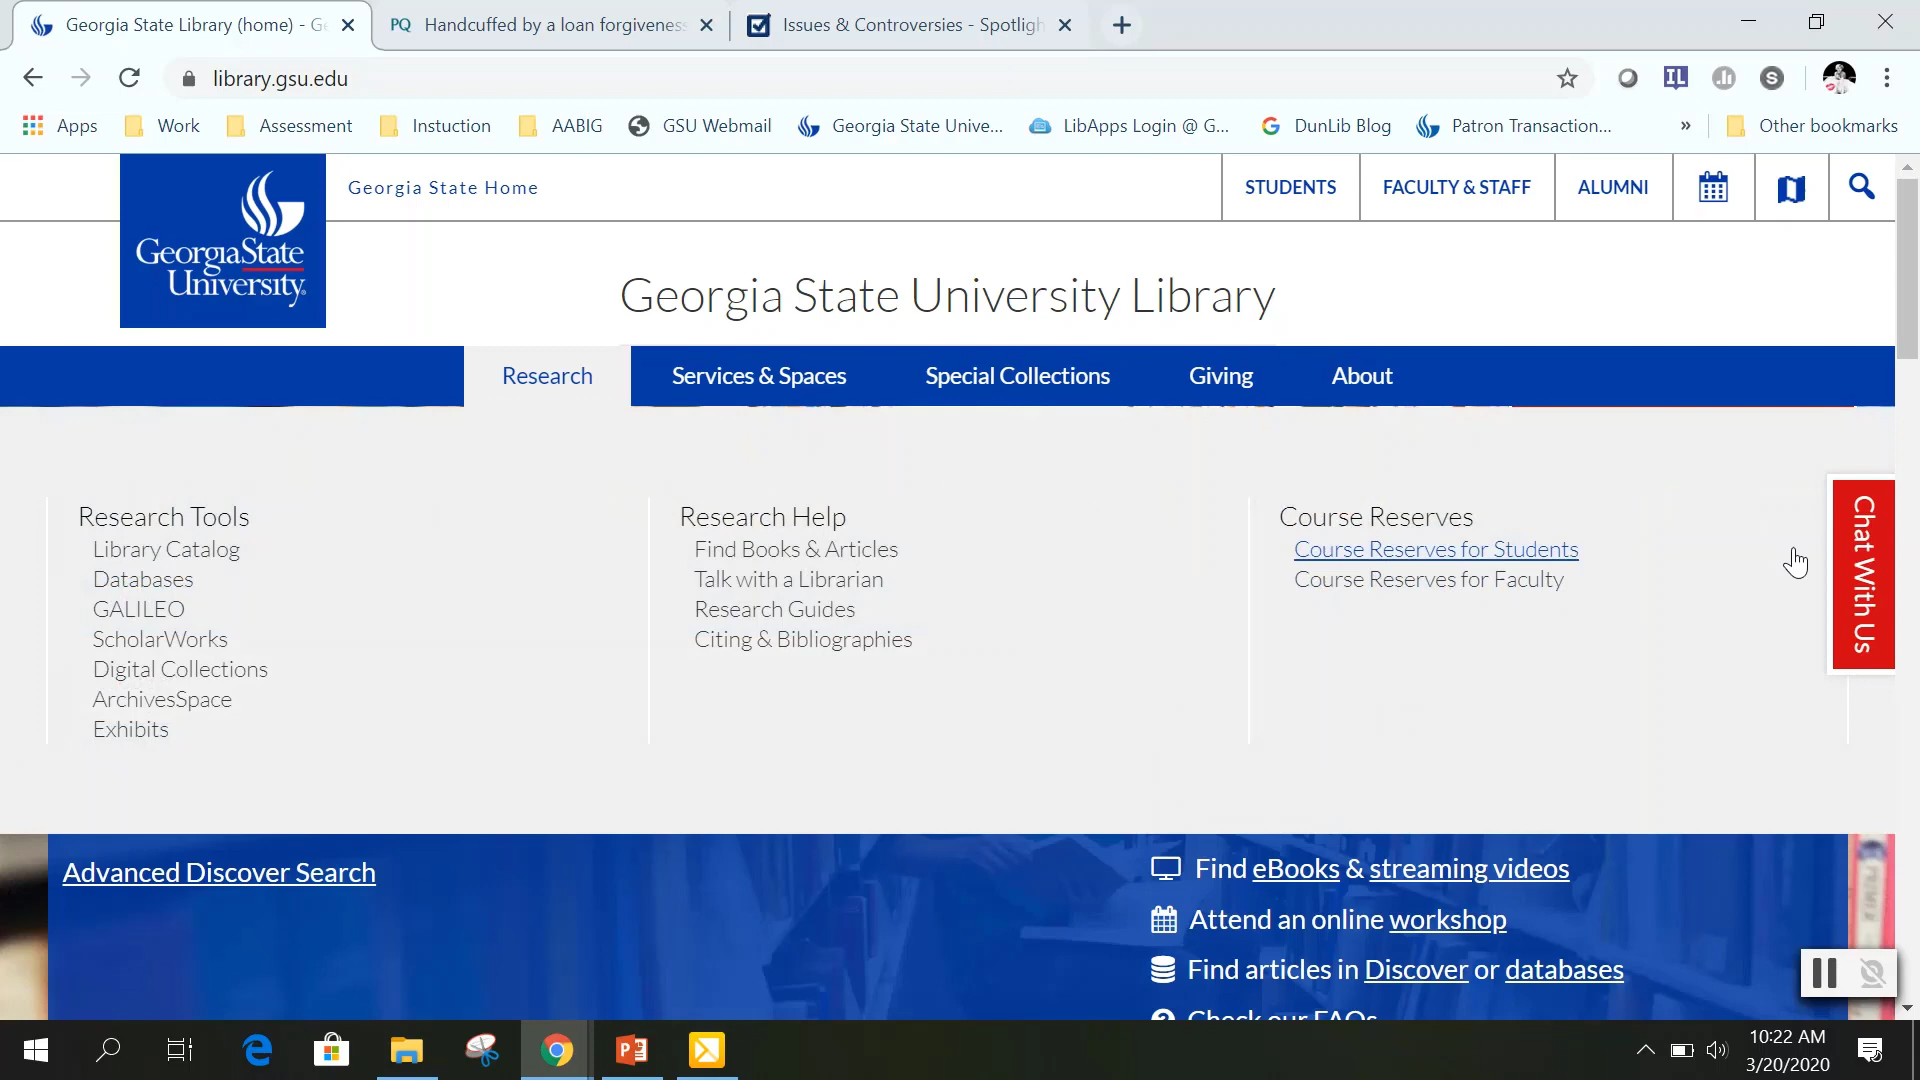 Georgia State Library (home) - Ge
Handcuffed by a loan forgiveness
Issues & Controversies - Spotligh
library.gsu.edu
Apps
Work
Assessment
Instuction
AABIG
GSU Webmail
Georgia State Unive...
LibApps Login @ G...
DunLib Blog
Patron Transaction...
»
Other bookmarks
Georgia State Home
STUDENTS
FACULTY & STAFF
ALUMNI
GeorgiaState
University
Georgia State University Library
Research
Services & Spaces
Special Collections
Giving
About
Research Tools
Library Catalog
Databases
GALILEO
ScholarWorks
Digital Collections
ArchivesSpace
Exhibits
Research Help
Find Books & Articles
Talk with a Librarian
Research Guides
Citing & Bibliographies
Course Reserves
Course Reserves for Students
Course Reserves for Faculty
Chat With Us
Advanced Discover Search
Find eBooks & streaming videos
Attend an online workshop
Find articles in Discover or databases
Check our FAQs
10:22 AM
3/20/2020